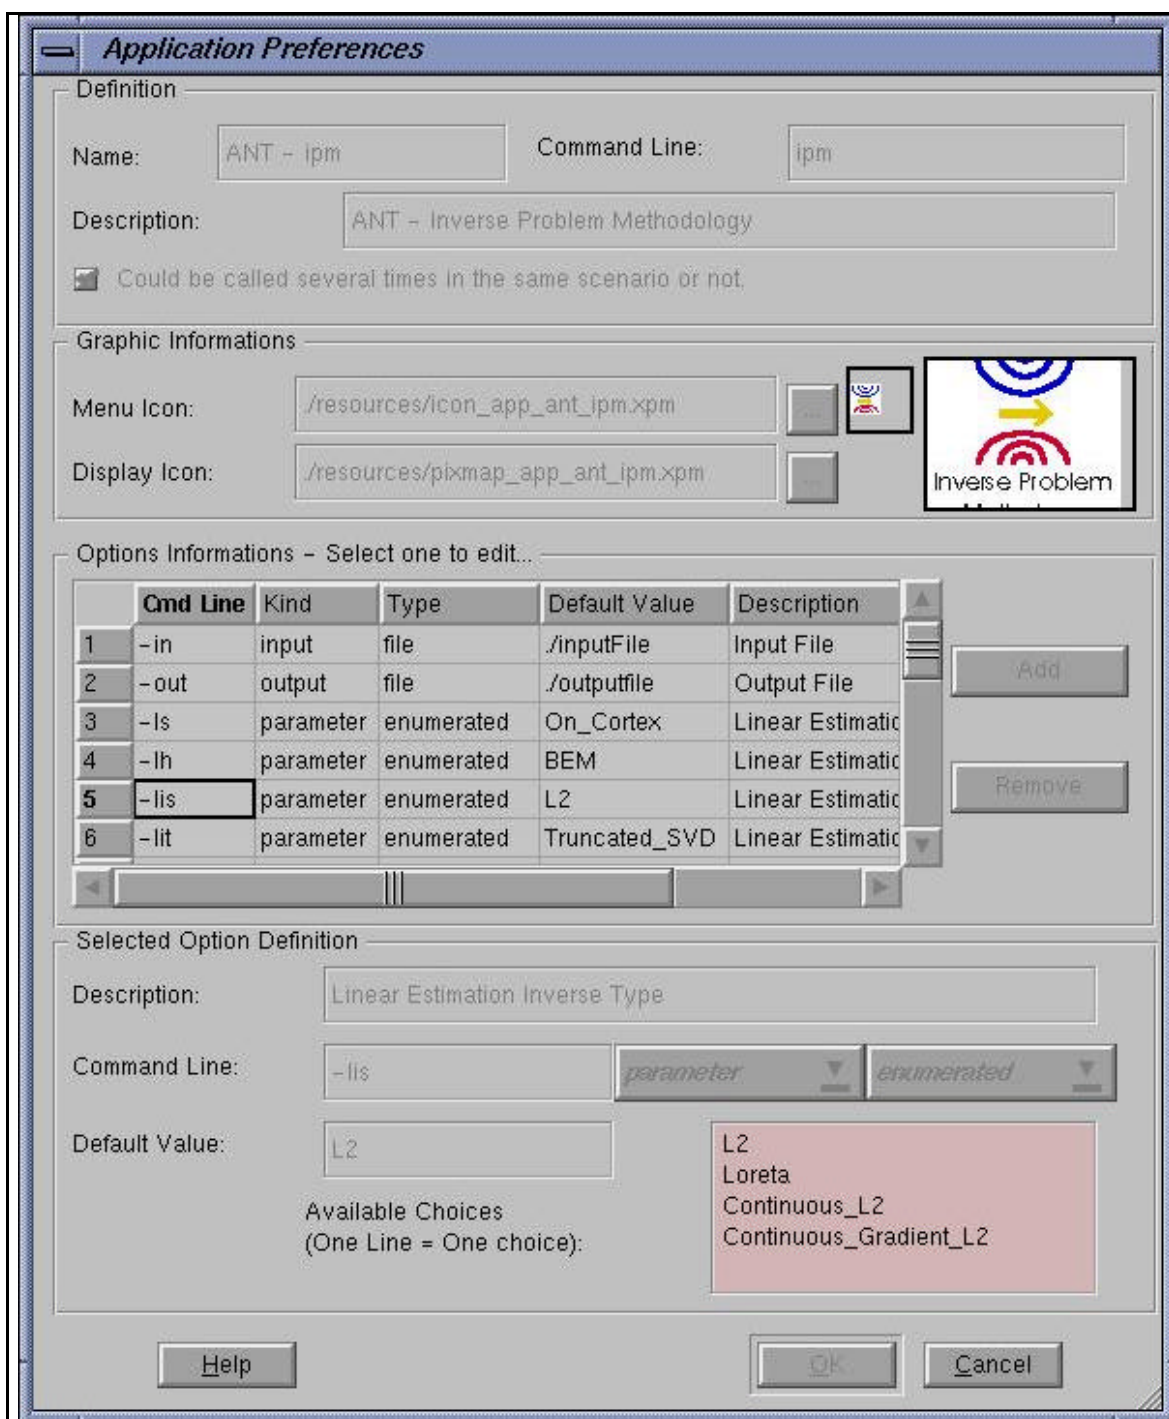 Application Preferences
Definition
Name: ANT - ipm Command Line: ipm
Description: ANT - Inverse Problem Methodology
Could be called several times in the same scenario or not.
Graphic Informations
Menu Icon: ./resources/icon_app_ant_ipm.xpm ...
Display Icon: ./resources/pixmap_app_ant_ipm.xpm ...
Inverse Problem
Options Informations - Select one to edit...
Cmd Line Kind Type Default Value Description
1 -in input file ./inputFile Input File
2 -out output file ./outputfile Output File
3 -ls parameter enumerated On_Cortex Linear Estimatic
4 -lh parameter enumerated BEM Linear Estimatic
5 -lis parameter enumerated L2 Linear Estimatic
6 -lit parameter enumerated Truncated_SVD Linear Estimatic
Add
Remove
Selected Option Definition
Description: Linear Estimation Inverse Type
Command Line: -lis parameter enumerated
Default Value: L2
Available Choices
(One Line = One choice):
L2
Loreta
Continuous_L2
Continuous_Gradient_L2
Help OK Cancel